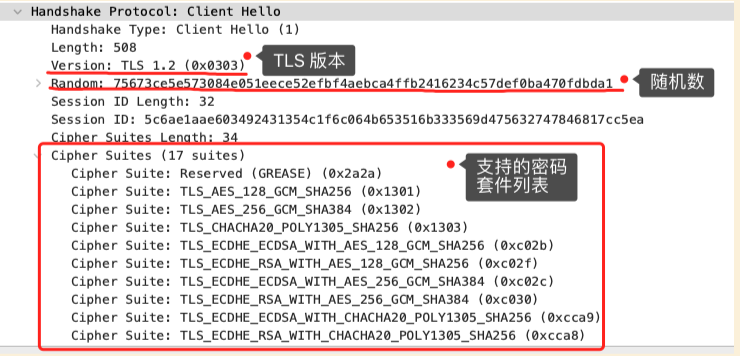 Handshake Protocol: Client Hello
Handshake Type: Client Hello (1)
Length: 508
Version: TLS 1.2 (0x0303)
TLS 版本
Random: 75673ce5e573084e051eece52efbf4aebca4ffb2416234c57def0ba470fdbda1
随机数
Session ID Length: 32
Session ID: 5c6ae1aae603492431354c1f6c064b653516b333569d475632747846817cc5ea
Cipher Suites Length: 34
Cipher Suites (17 suites)
支持的密码
套件列表
Cipher Suite: Reserved (GREASE) (0x2a2a)
Cipher Suite: TLS_AES_128_GCM_SHA256 (0x1301)
Cipher Suite: TLS_AES_256_GCM_SHA384 (0x1302)
Cipher Suite: TLS_CHACHA20_POLY1305_SHA256 (0x1303)
Cipher Suite: TLS_ECDHE_ECDSA_WITH_AES_128_GCM_SHA256 (0xc02b)
Cipher Suite: TLS_ECDHE_RSA_WITH_AES_128_GCM_SHA256 (0xc02f)
Cipher Suite: TLS_ECDHE_ECDSA_WITH_AES_256_GCM_SHA384 (0xc02c)
Cipher Suite: TLS_ECDHE_RSA_WITH_AES_256_GCM_SHA384 (0xc030)
Cipher Suite: TLS_ECDHE_ECDSA_WITH_CHACHA20_POLY1305_SHA256 (0xcca9)
Cipher Suite: TLS_ECDHE_RSA_WITH_CHACHA20_POLY1305_SHA256 (0xcca8)